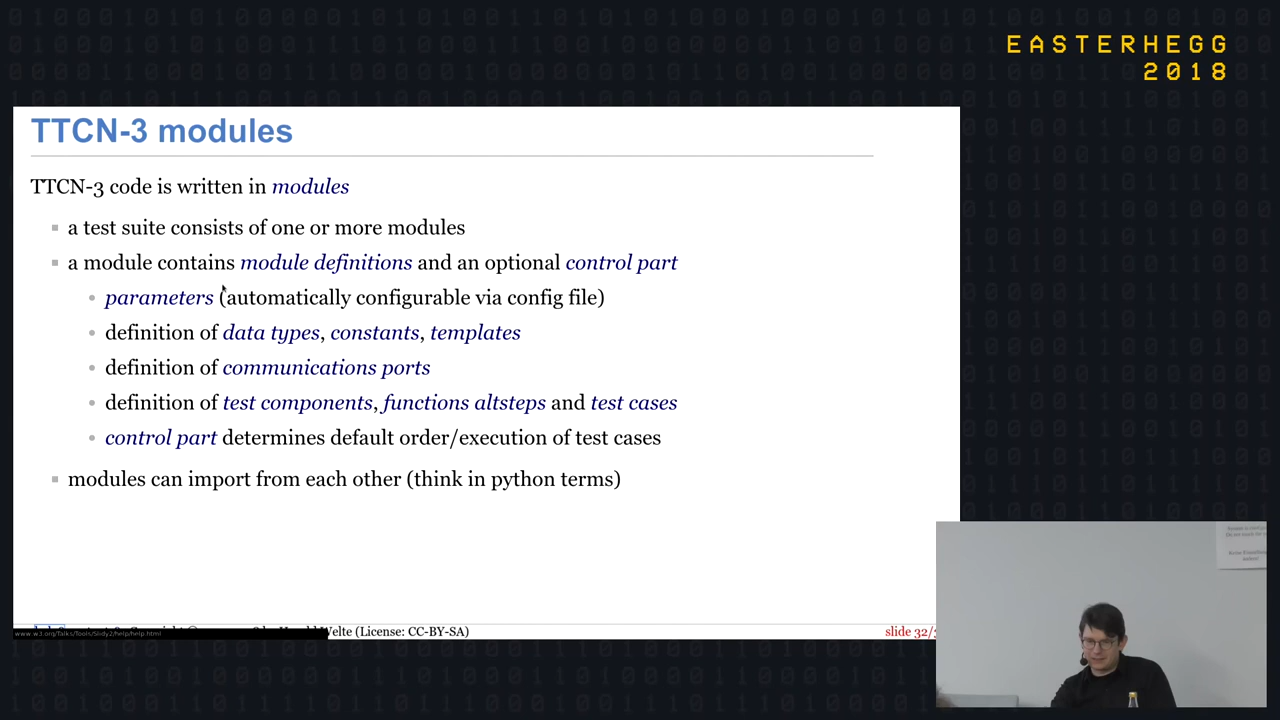 EASTERHEGG
2018
TTCN-3 modules
TTCN-3 code is written in modules
a test suite consists of one or more modules
a module contains module definitions and an optional control part
parameters (automatically configurable via config file)
definition of data types, constants, templates
definition of communications ports
definition of test components, functions altsteps and test cases
control part determines default order/execution of test cases
modules can import from each other (think in python terms)
www.w3.org/Talks/Tools/Slidy2/help/help.html
Welte (License: CC-BY-SA)
slide 32/